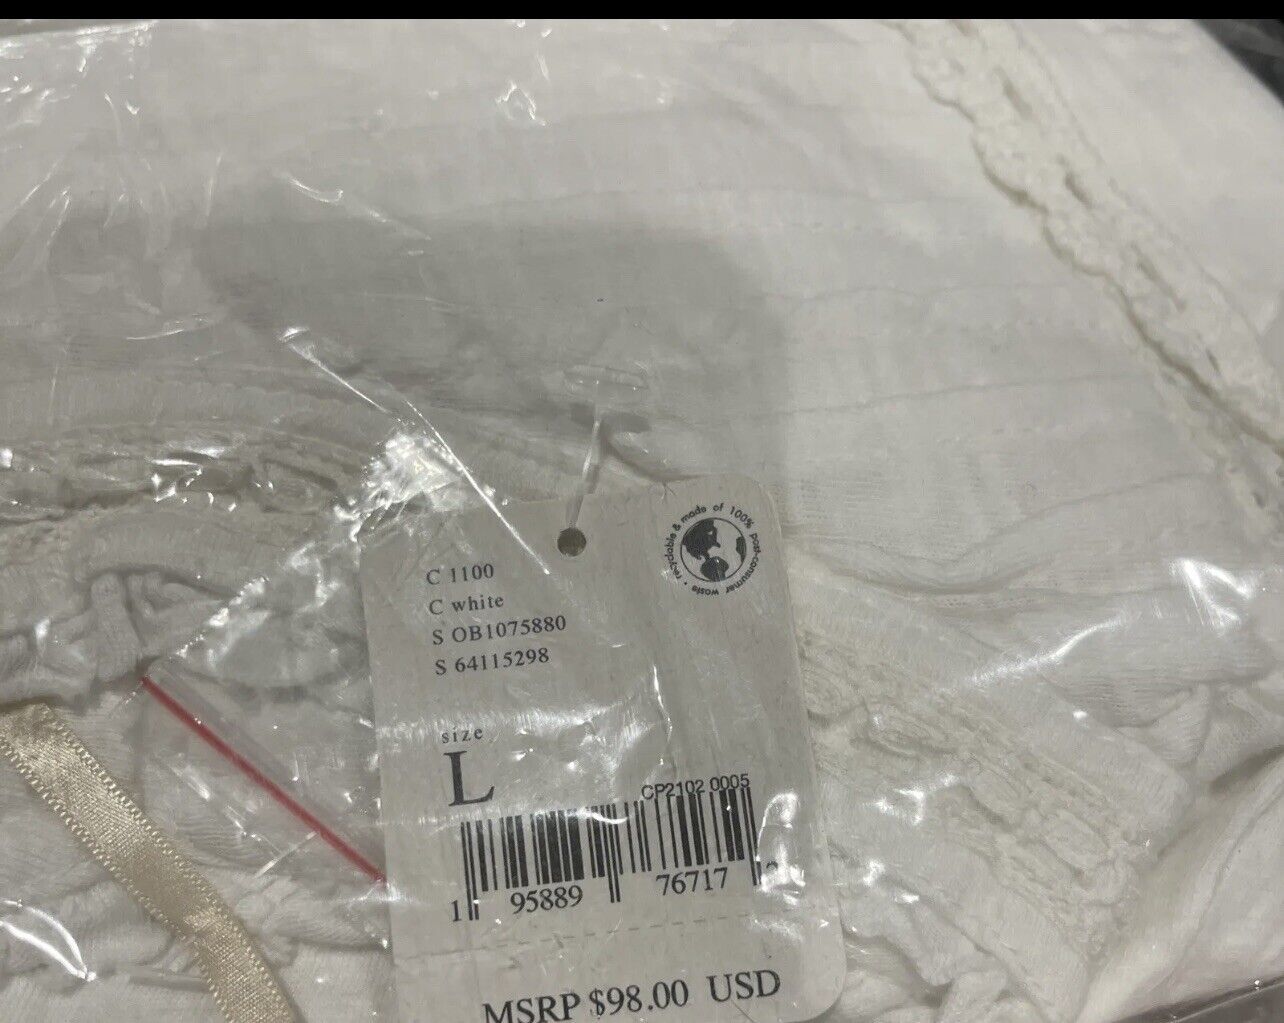 recyclable & made of 100% post-consumer waste •
C 1100
C white
S OB1075880
S 64115298
size
L
CP2102 0005
1 95889 76717
MSRP $98.00 USD